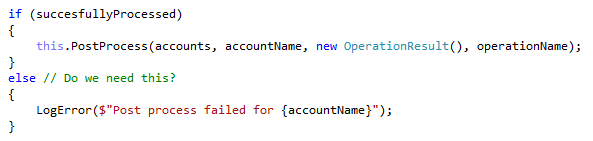 if (succesfullyProcessed)
{
    this.PostProcess(accounts, accountName, new OperationResult(), operationName);
}
else // Do we need this?
{
    LogError($"Post process failed for {accountName}");
}